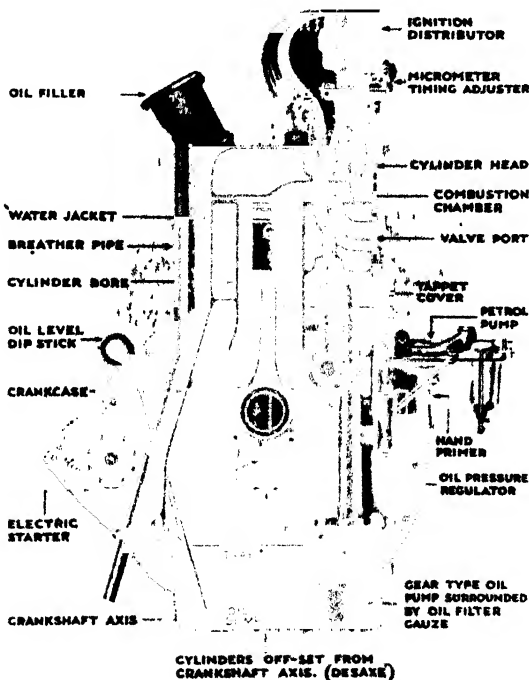 IGNITION
DISTRIBUTOR
MICROMETER
TIMING ADJUSTER
OIL FILLER
CYLINDER HEAD
COMBUSTION
CHAMBER
WATER JACKET
VALVE PORT
BREATHER PIPE
CYLINDER BORE
TAPPET
COVER
PETROL
PUMP
OIL LEVEL
DIP STICK
CRANKCASE
HAND
PRIMER
OIL PRESSURE
REGULATOR
ELECTRIC
STARTER
GEAR TYPE OIL
PUMP SURROUNDED
BY OIL FILTER
GAUZE
CRANKSHAFT AXIS
CYLINDERS OFF-SET FROM
CRANKSHAFT AXIS. (DESAXE')